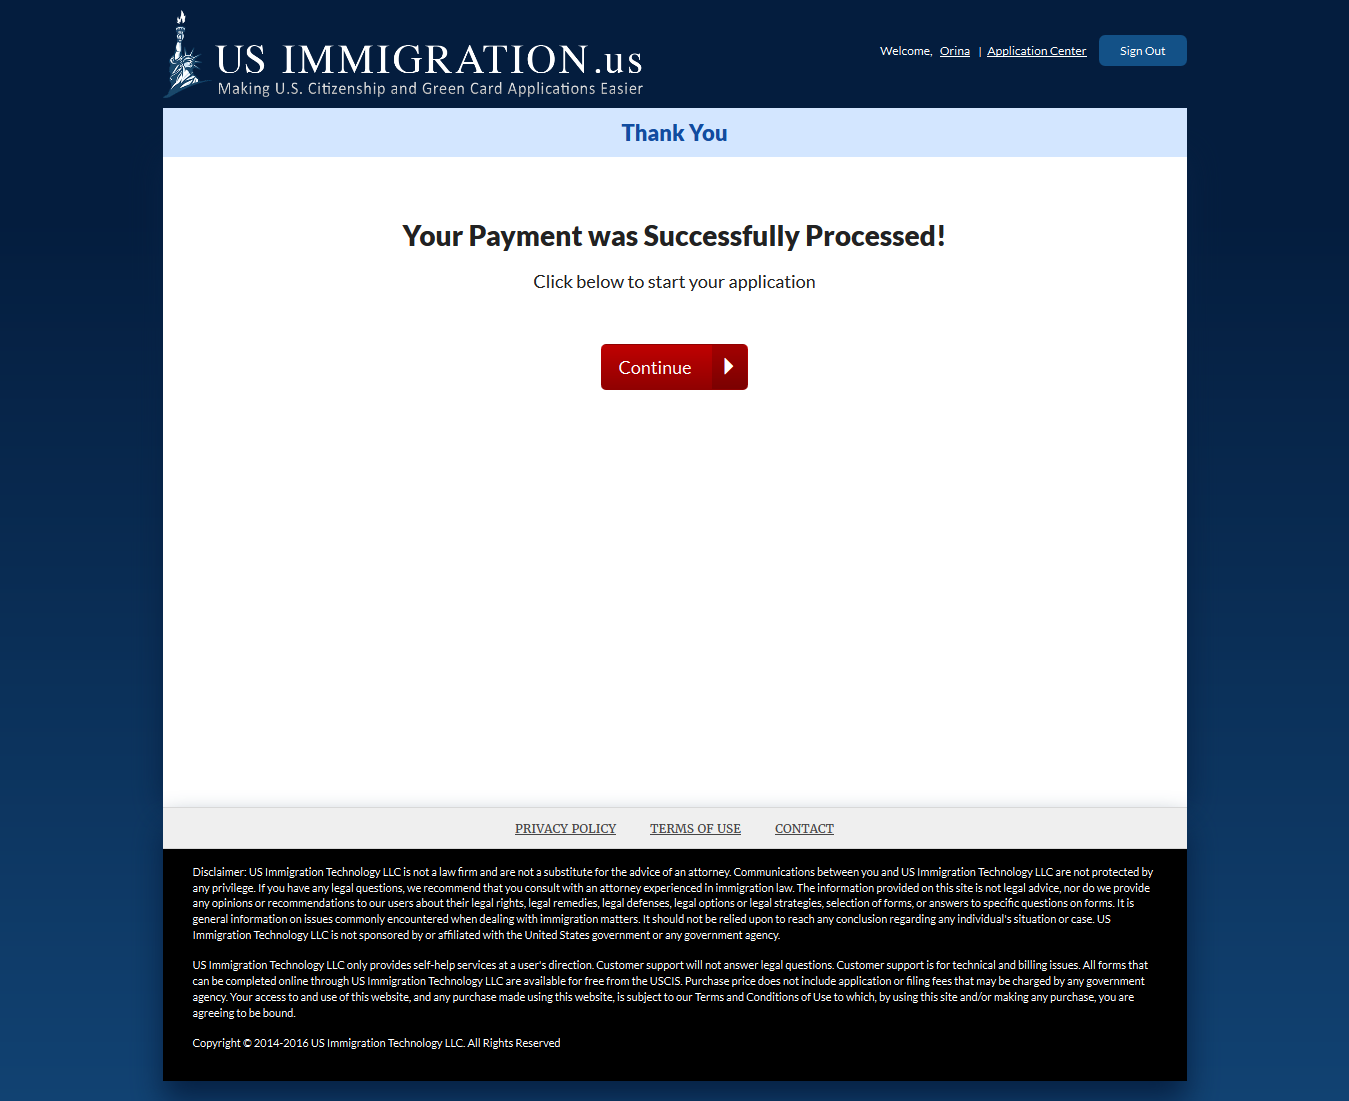 US IMMIGRATION.us
Making U.S. Citizenship and Green Card Applications Easier
Welcome, Orina | Application Center Sign Out
Thank You
Your Payment was Successfully Processed!
Click below to start your application
Continue
PRIVACY POLICY TERMS OF USE CONTACT
Disclaimer: US Immigration Technology LLC is not a law firm and are not a substitute for the advice of an attorney. Communications between you and US Immigration Technology LLC are not protected by
any privilege. If you have any legal questions, we recommend that you consult with an attorney experienced in immigration law. The information provided on this site is not legal advice, nor do we provide
any opinions or recommendations to our users about their legal rights, legal remedies, legal defenses, legal options or legal strategies, selection of forms, or answers to specific questions on forms. It is
general information on issues commonly encountered when dealing with immigration matters. It should not be relied upon to reach any conclusion regarding any individual's situation or case. US
Immigration Technology LLC is not sponsored by or affiliated with the United States government or any government agency.
US Immigration Technology LLC only provides self-help services at a user's direction. Customer support will not answer legal questions. Customer support is for technical and billing issues. All forms that
can be completed online through US Immigration Technology LLC are available for free from the USCIS. Purchase price does not include application or filing fees that may be charged by any government
agency. Your access to and use of this website, and any purchase made using this website, is subject to our Terms and Conditions of Use to which, by using this site and/or making any purchase, you are
agreeing to be bound.
Copyright © 2014-2016 US Immigration Technology LLC. All Rights Reserved